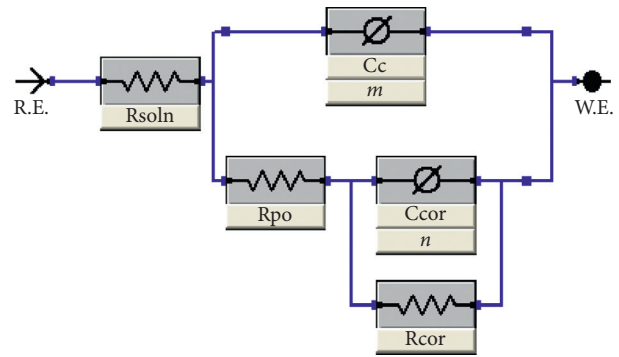 Cc
m
R.E.
Rsoln
W.E.
Rpo
Ccor
n
Rcor